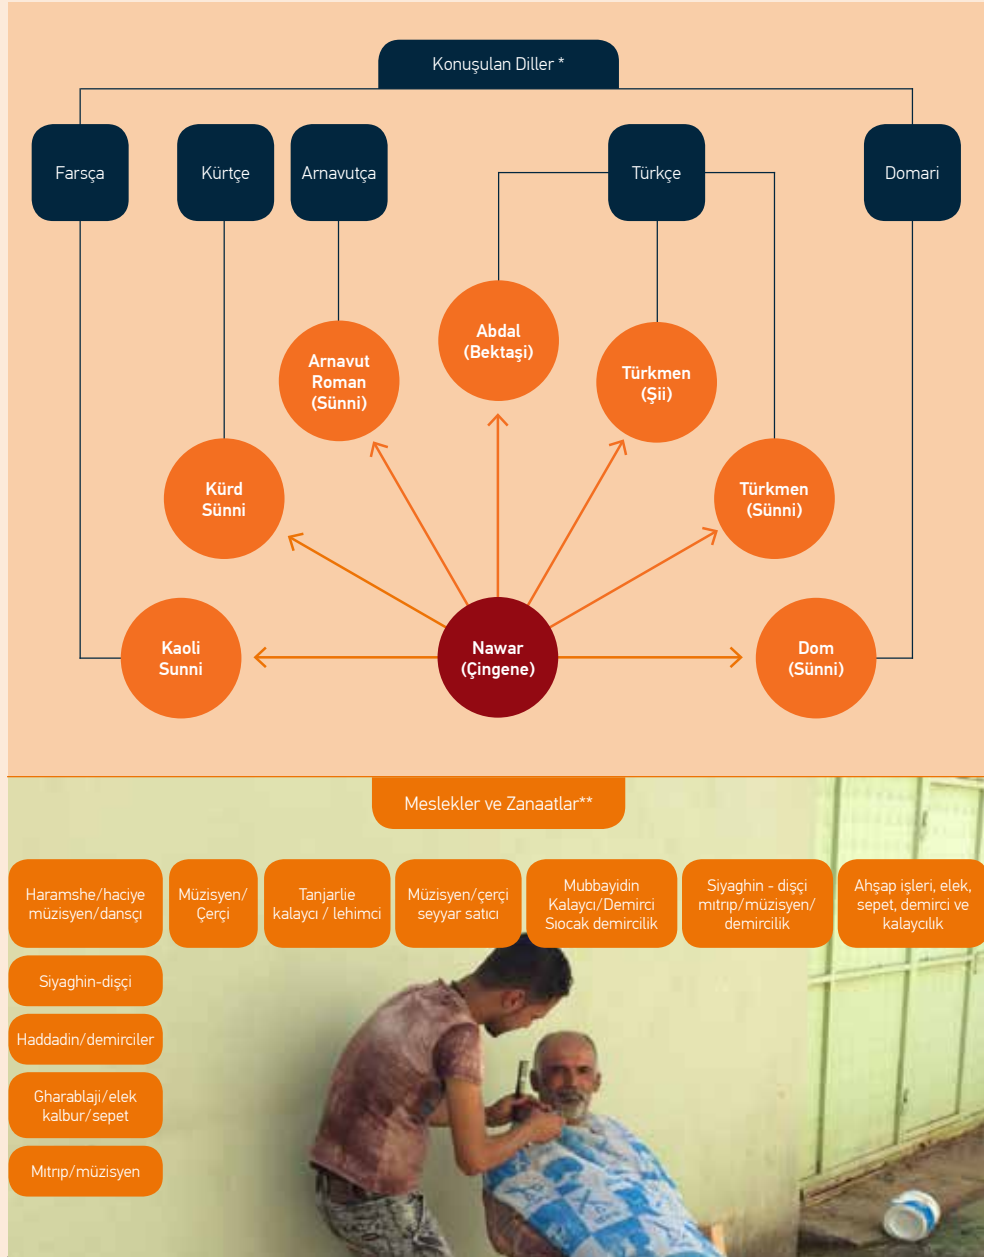 Konuşulan Diller *
Farsça
Kürtçe
Arnavutça
Türkçe
Domari
Abdal
(Bektaşi)
Arnavut
Roman
(Sünni)
Türkmen
(Şii)
Kürd
Sünni
Türkmen
(Sünni)
Kaoli
Sunni
Nawar
(Çingene)
Dom
(Sünni)
Meslekler ve Zanaatlar**
Haramshe/haciye
müzisyen/dansçı
Müzisyen/
Çerçi
Tanjarlie
kalaycı / lehimci
Müzisyen/çerçi
seyyar satıcı
Mubbayidin
Kalaycı/Demirci
Sıocak demircilik
Siyaghin - dişçi
mıtrıp/müzisyen/
demircilik
Ahşap işleri, elek,
sepet, demirci ve
kalaycılık
Siyaghin-dişçi
Haddadin/demirciler
Gharablaji/elek
kalbur/sepet
Mıtrıp/müzisyen